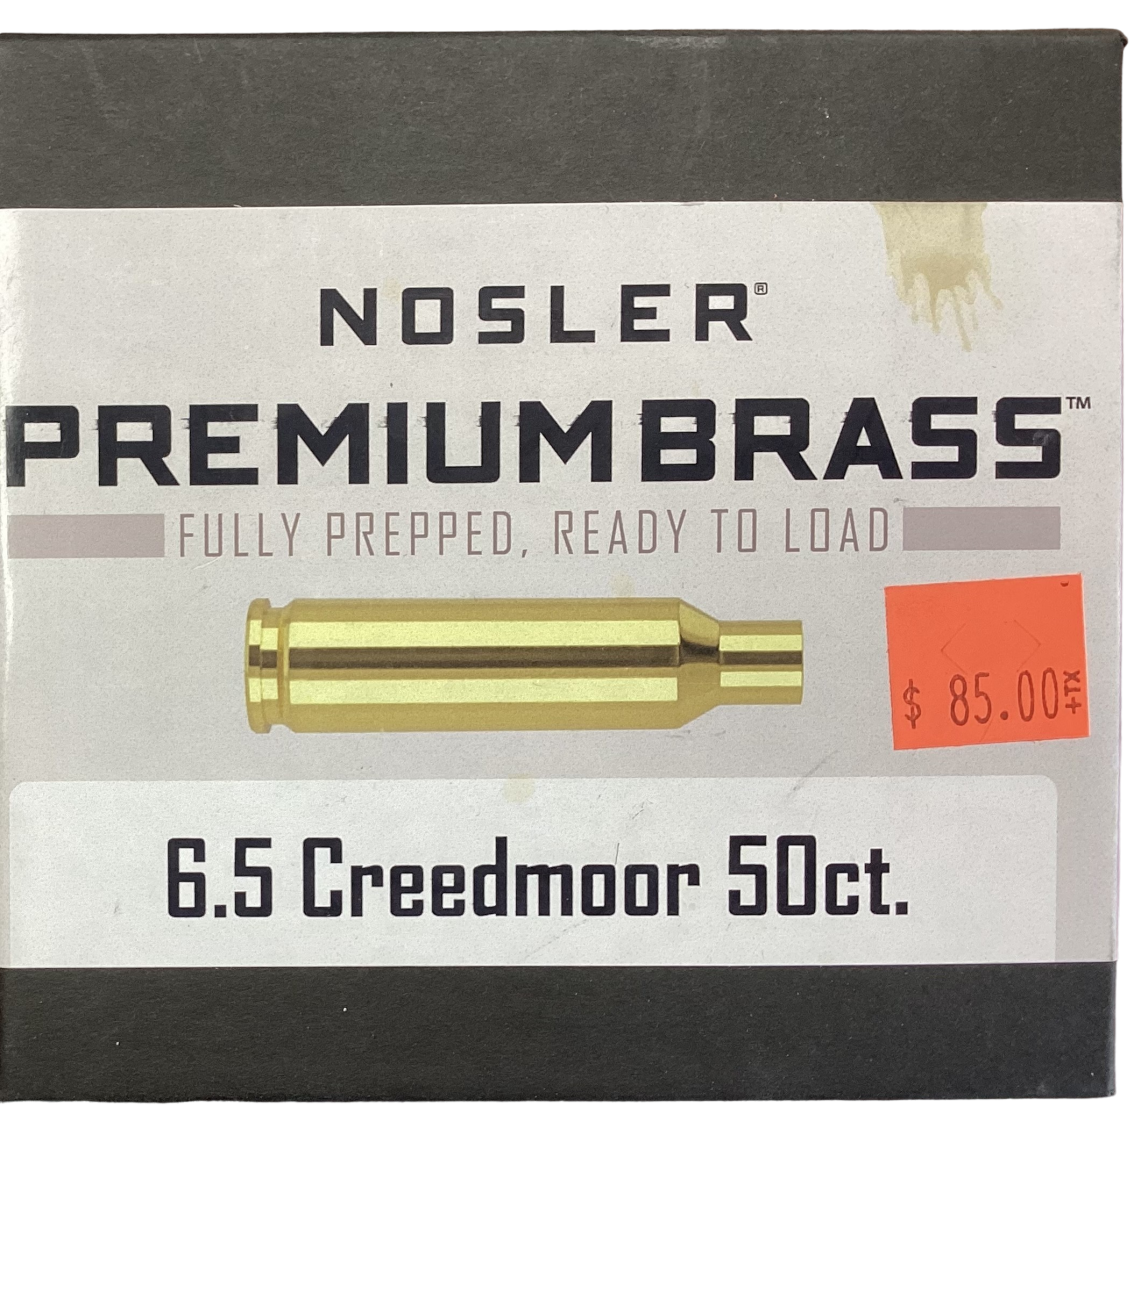 NOSLER®
PREMIUM BRASS™
FULLY PREPPED, READY TO LOAD
$ 85.00+TX
6.5 Creedmoor 50ct.